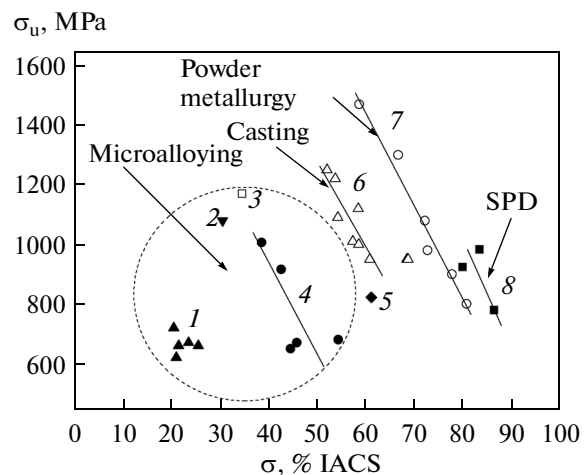 σu, MPa
1600
1400
1200
1000
800
600
Powder
metallurgy
Casting
Microalloying
SPD
1
2
3
4
5
6
7
8
0 10 20 30 40 50 60 70 80 90 100
σ, % IACS